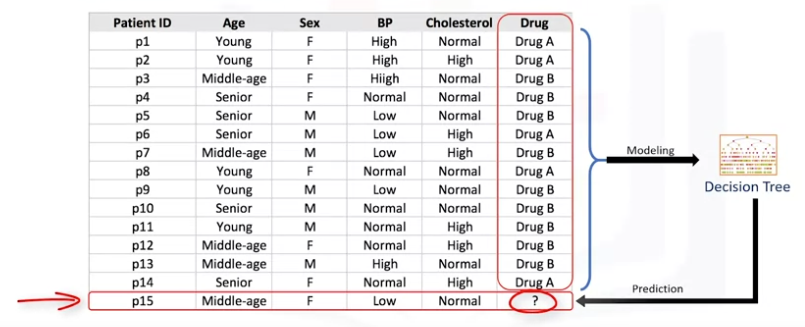 Patient ID Age Sex BP Cholesterol Drug
p1 Young F High Normal Drug A
p2 Young F High High Drug A
p3 Middle-age F Hiigh Normal Drug B
p4 Senior F Normal Normal Drug B
p5 Senior M Low Normal Drug B
p6 Senior M Low High Drug A
p7 Middle-age M Low High Drug B
p8 Young F Normal Normal Drug A
p9 Young M Low Normal Drug B
p10 Senior M Normal Normal Drug B
p11 Young M Normal High Drug B
p12 Middle-age F Normal High Drug B
p13 Middle-age M High Normal Drug B
p14 Senior F Normal High Drug A
p15 Middle-age F Low Normal ?
Modeling
Decision Tree
Prediction